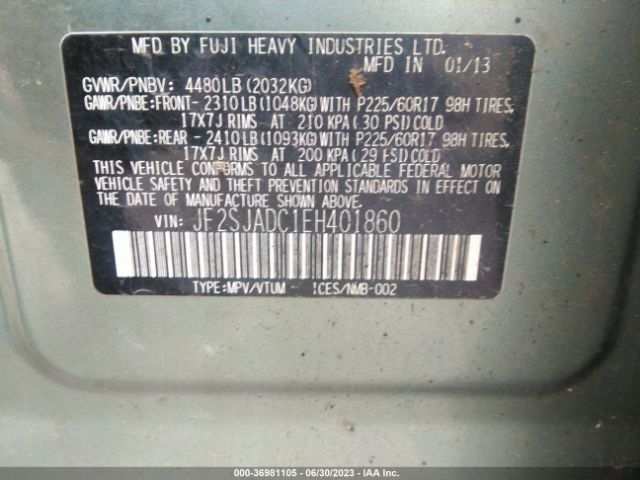 MFD BY FUJI HEAVY INDUSTRIES LTD.
MFD IN 01/13
GVWR/PNBV: 4480LB (2032KG)
GAWR/PNBE:FRONT- 2310LB(1048KG)WITH P225/60R17 98H TIRES,
17X7J RIMS AT 210 KPA(30 PSI)COLD
GAWR/PNBE:REAR - 2410LB(1093KG)WITH P225/60R17 98H TIRES,
17X7J RIMS AT 200 KPA(29 PSI)COLD
THIS VEHICLE CONFORMS TO ALL APPLICABLE FEDERAL MOTOR
VEHICLE SAFETY AND THEFT PREVENTION STANDARDS IN EFFECT ON
THE DATE OF MANUFACTURE SHOWN ABOVE.
VIN: JF2SJADC1EH401860
TYPE:MPV/VTUM ICES/NMB-002
000-36981105 - 06/30/2023 - IAA Inc.